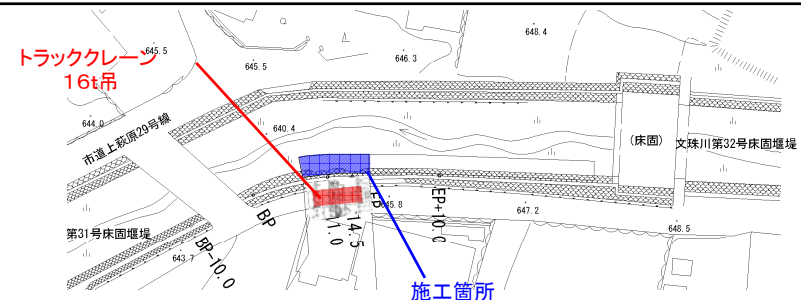 648.4
トラッククレーン
16t吊
645.5
645.5
646.3
644.0
市道上萩原29号線
640.4
(床固)
文珠川第32号床固堰堤
BP
EP+10.0
645.8
14.5
1.0
647.2
648.5
第31号床固堰堤
643.7
BP-10.0
施工箇所